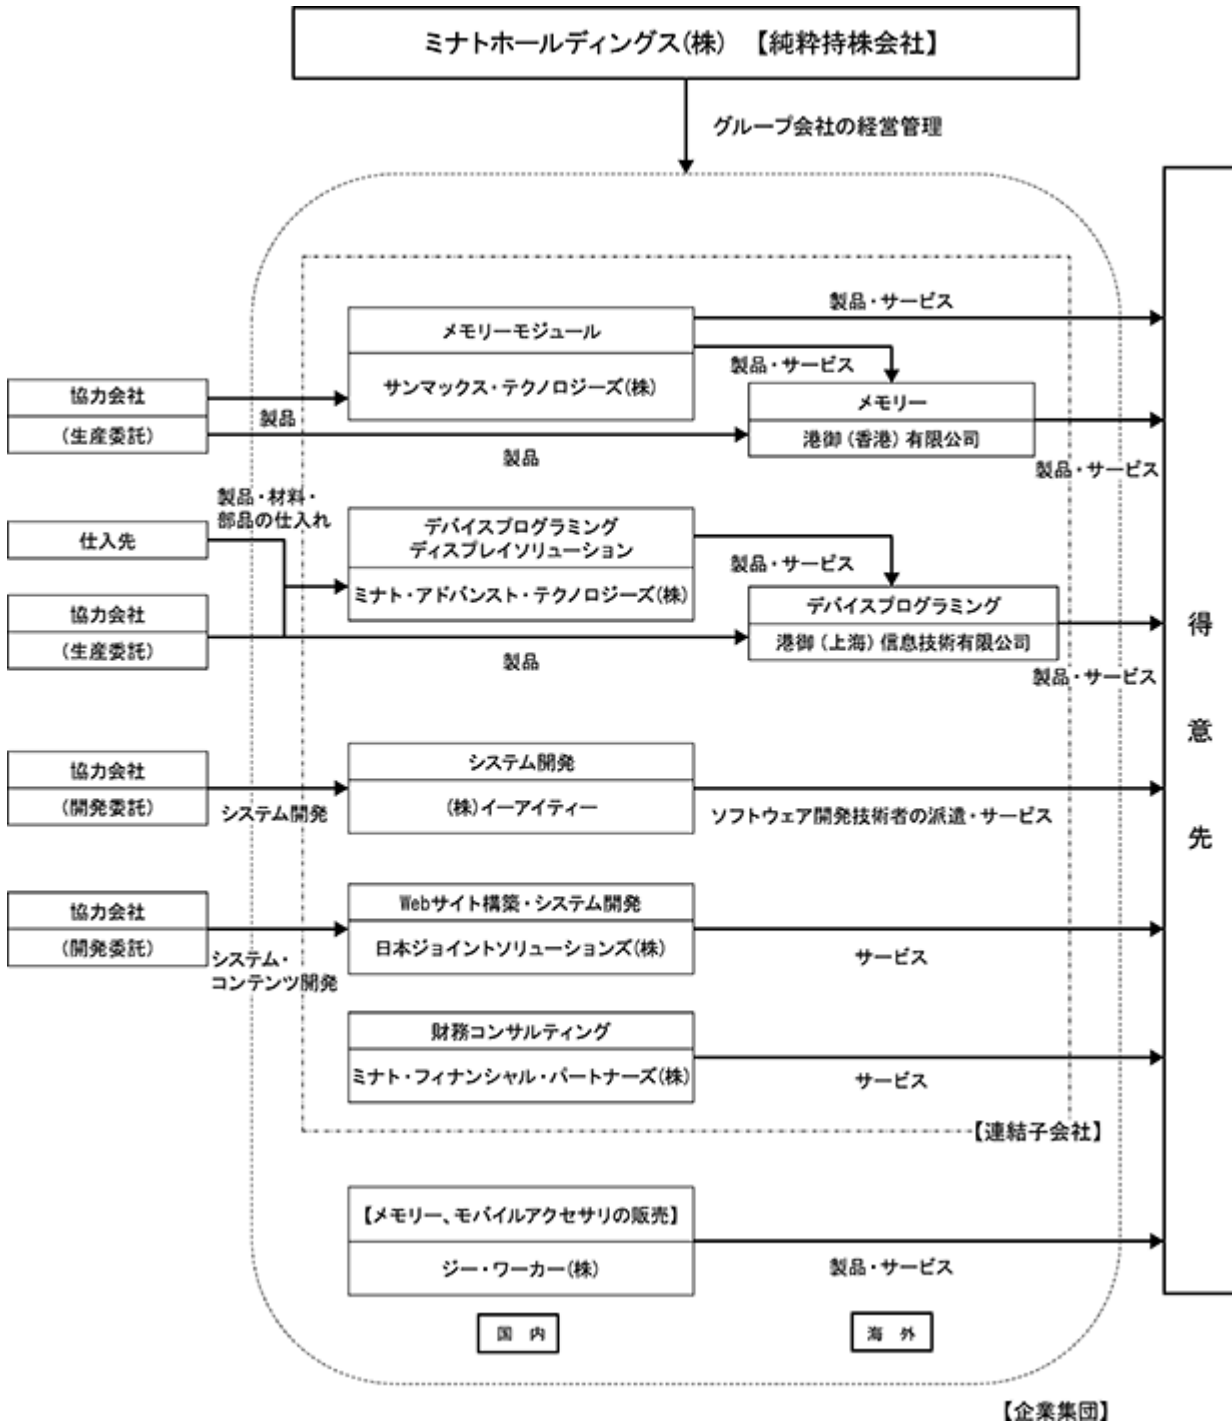 ミナトホールディングス(株) 【純粋持株会社】
グループ会社の経営管理
製品・サービス
メモリーモジュール
サンマックス・テクノロジーズ(株)
製品・サービス
協力会社
(生産委託)
製品
メモリー
港御(香港)有限公司
製品
製品・サービス
製品・材料・
部品の仕入れ
仕入先
デバイスプログラミング
ディスプレイソリューション
ミナト・アドバンスト・テクノロジーズ(株)
製品・サービス
協力会社
(生産委託)
デバイスプログラミング
港御(上海)信息技術有限公司
製品
製品・サービス
得意先
協力会社
(開発委託)
システム開発
システム開発
(株)イーアイティー
ソフトウェア開発技術者の派遣・サービス
協力会社
(開発委託)
システム・
コンテンツ開発
Webサイト構築・システム開発
日本ジョイントソリューションズ(株)
サービス
財務コンサルティング
ミナト・フィナンシャル・パートナーズ(株)
サービス
【連結子会社】
【メモリー、モバイルアクセサリの販売】
ジー・ワーカー(株)
製品・サービス
国 内
海 外
【企業集団】